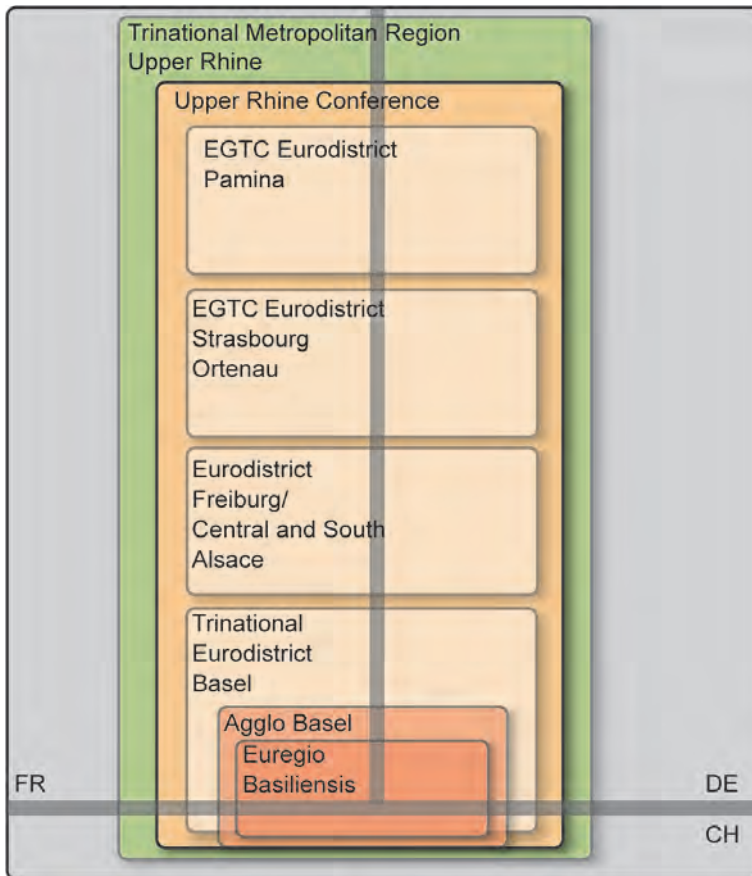 Trinational Metropolitan Region
Upper Rhine
Upper Rhine Conference
EGTC Eurodistrict
Pamina
EGTC Eurodistrict
Strasbourg
Ortenau
Eurodistrict
Freiburg/
Central and South
Alsace
Trinational
Eurodistrict
Basel
Agglo Basel
Euregio
Basiliensis
FR
DE
CH